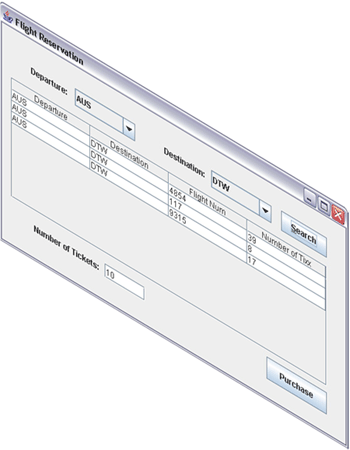 Flight Reservation
Departure: AUS Destination: DTW Search
Departure Destination Flight Num Number of Tixx
AUS DTW 4854 39
AUS DTW 117 8
AUS DTW 9315 17
Number of Tickets: 10
Purchase